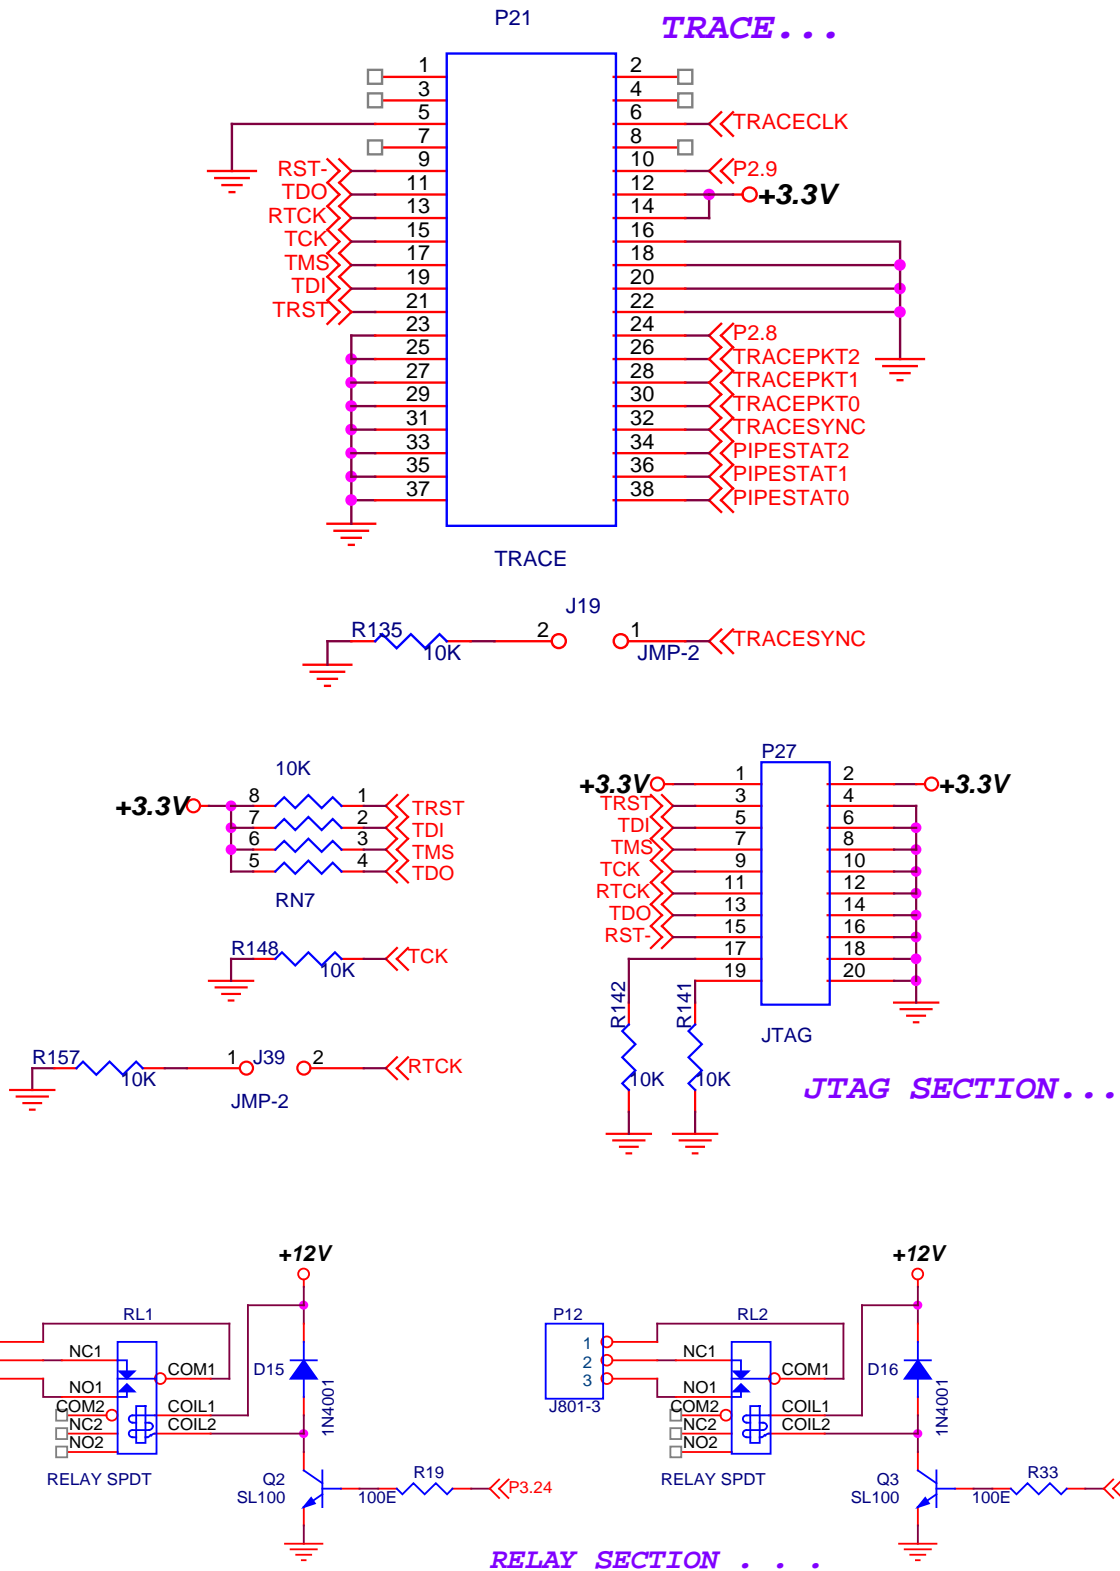 P21
TRACE...
1 2
3 4
5 6 TRACECLK
7 8
RST- 9 10 P2.9
TDO 11 12 +3.3V
RTCK 13 14
TCK 15 16
TMS 17 18
TDI 19 20
TRST 21 22
23 24 P2.8
25 26 TRACEPKT2
27 28 TRACEPKT1
29 30 TRACEPKT0
31 32 TRACESYNC
33 34 PIPESTAT2
35 36 PIPESTAT1
37 38 PIPESTAT0
TRACE
J19
R135 10K 2 1 JMP-2 TRACESYNC
10K
+3.3V 8 1 TRST
7 2 TDI
6 3 TMS
5 4 TDO
RN7
R148 10K TCK
R157 10K 1 J39 2 RTCK
JMP-2
P27
+3.3V 1 2 +3.3V
TRST 3 4
TDI 5 6
TMS 7 8
TCK 9 10
RTCK 11 12
TDO 13 14
RST- 15 16
17 18
19 20
R142 R141
10K 10K
JTAG
JTAG SECTION...
+12V
RL1
NC1
COM1
NO1
COM2 COIL1
NC2 COIL2
NO2
RELAY SPDT
D15
1N4001
Q2
SL100
R19
100E
P3.24
+12V
P12
1
2
3
J801-3
RL2
NC1
COM1
NO1
COM2 COIL1
NC2 COIL2
NO2
RELAY SPDT
D16
1N4001
Q3
SL100
R33
100E
RELAY SECTION . . .